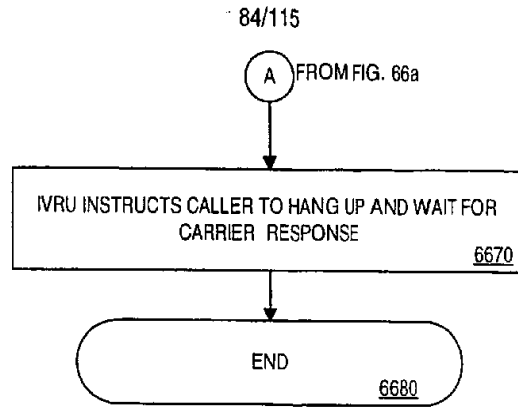 84/115
A FROM FIG. 66a
IVRU INSTRUCTS CALLER TO HANG UP AND WAIT FOR
CARRIER RESPONSE
6670
END
6680